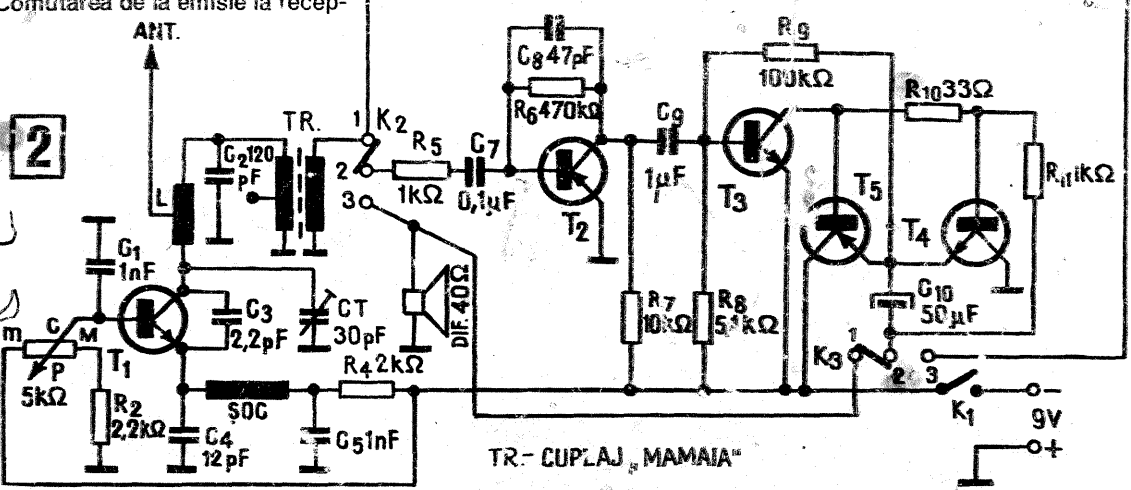 Comutarea de la emisie la recep-
ANT.
2
TR.
1
K2
2
3
C2 120
pF
L
R5
1kΩ
C7
0,1µF
C8 47pF
R6 470kΩ
T2
C9
1µF
R9
100kΩ
T3
R10 33Ω
R11 1kΩ
T5
T4
C10
50µF
C1
1nF
m
C
M
P
5kΩ
T1
C3
2,2pF
CT
30pF
DIF. 40Ω
R7
10kΩ
R8
5,1kΩ
R4 2kΩ
R2
2,2kΩ
ŞOC
C4
12pF
C5 1nF
K3
1
2
3
K1
9V
-
+
TR.- CUPLAJ „MAMAIA"